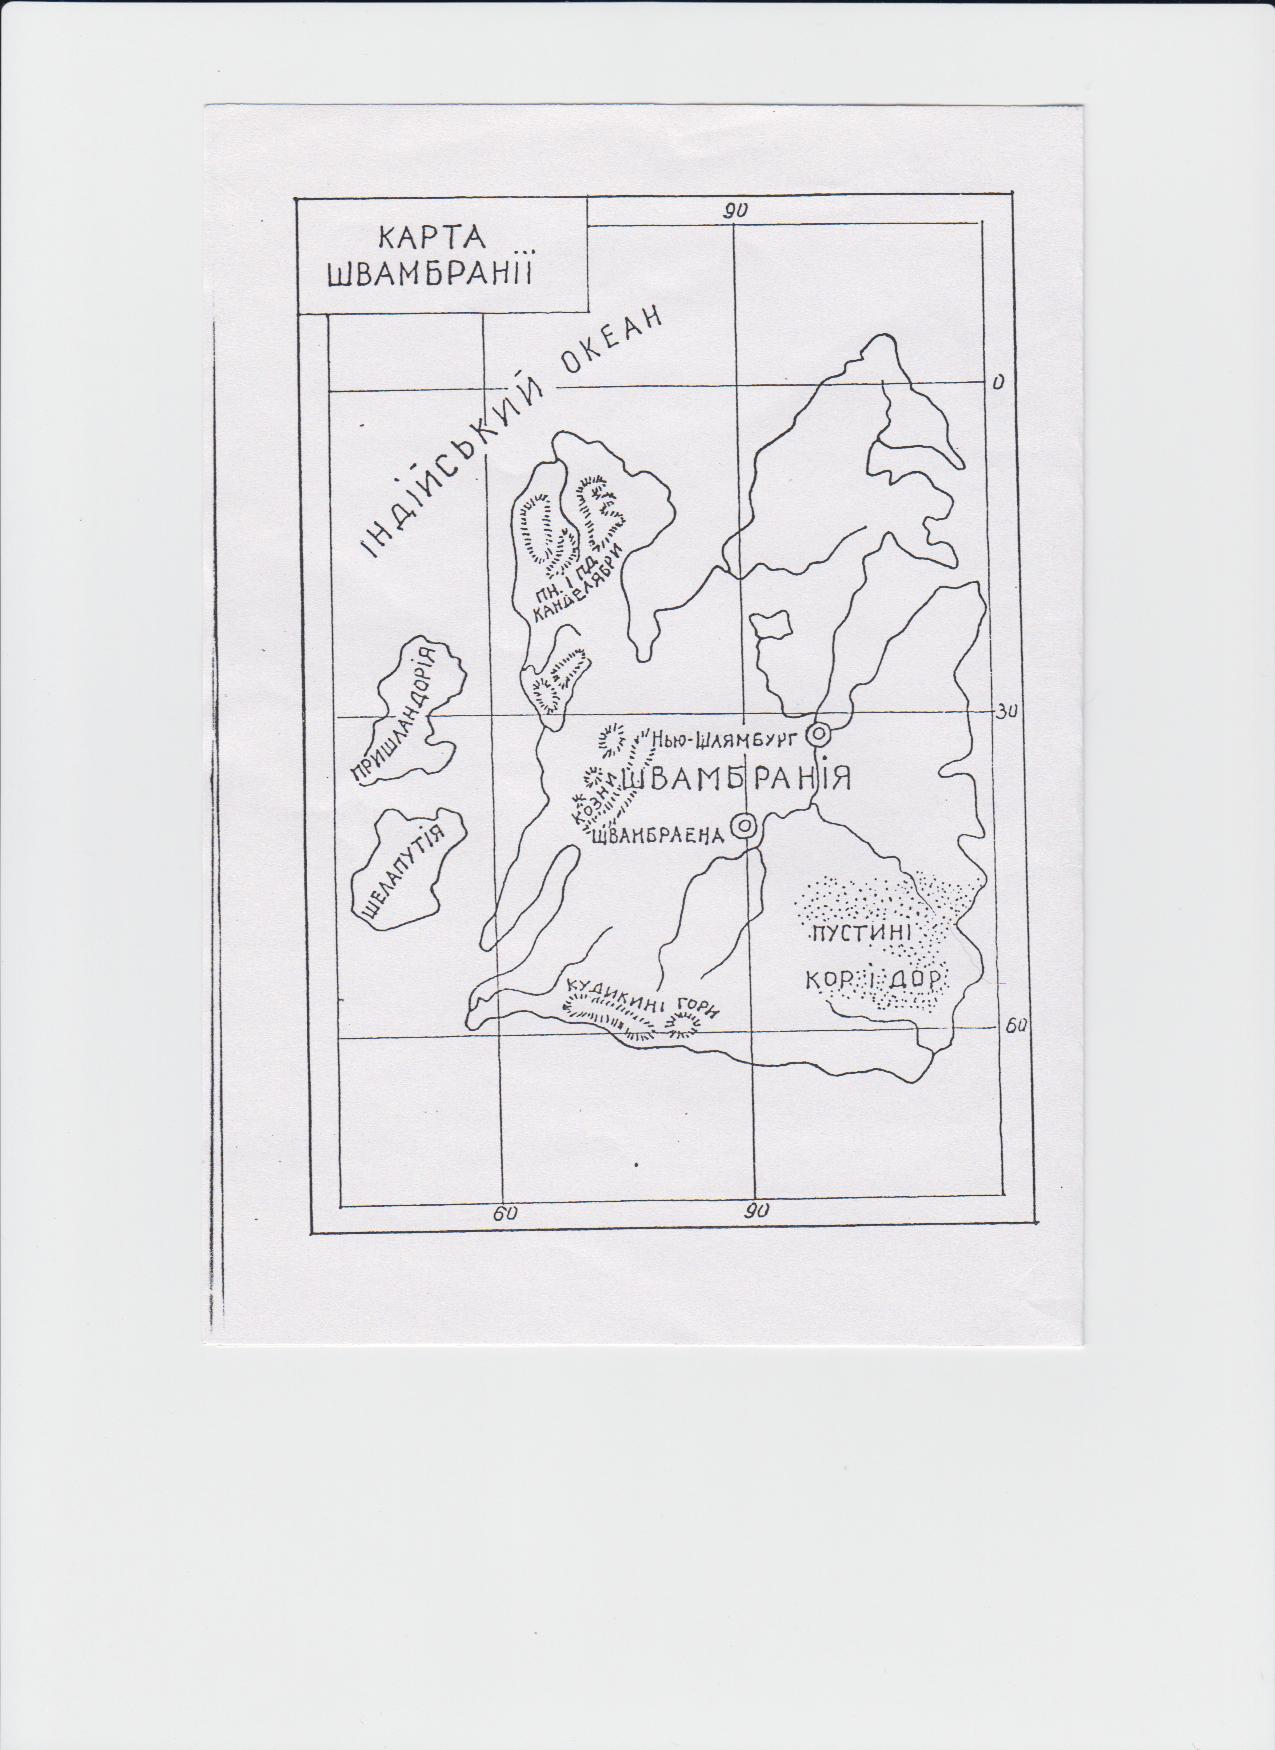 КАРТА
ШВАМБРАНІЇ
90
ІНДІЙСЬКИЙ ОКЕАН
0
ПН. І ПД.
КАНДЕЛЯБРИ
ПРИШЛАНДОРІЯ
30
НЬЮ-ШЛЯМБУРГ
ШВАМБРАНІЯ
КОЗНИ
ШВАМБРАЕНА
ШЕЛАПУТІЯ
ПУСТИНІ
КОР І ДОР
КУДИКИНІ ГОРИ
60
60
90